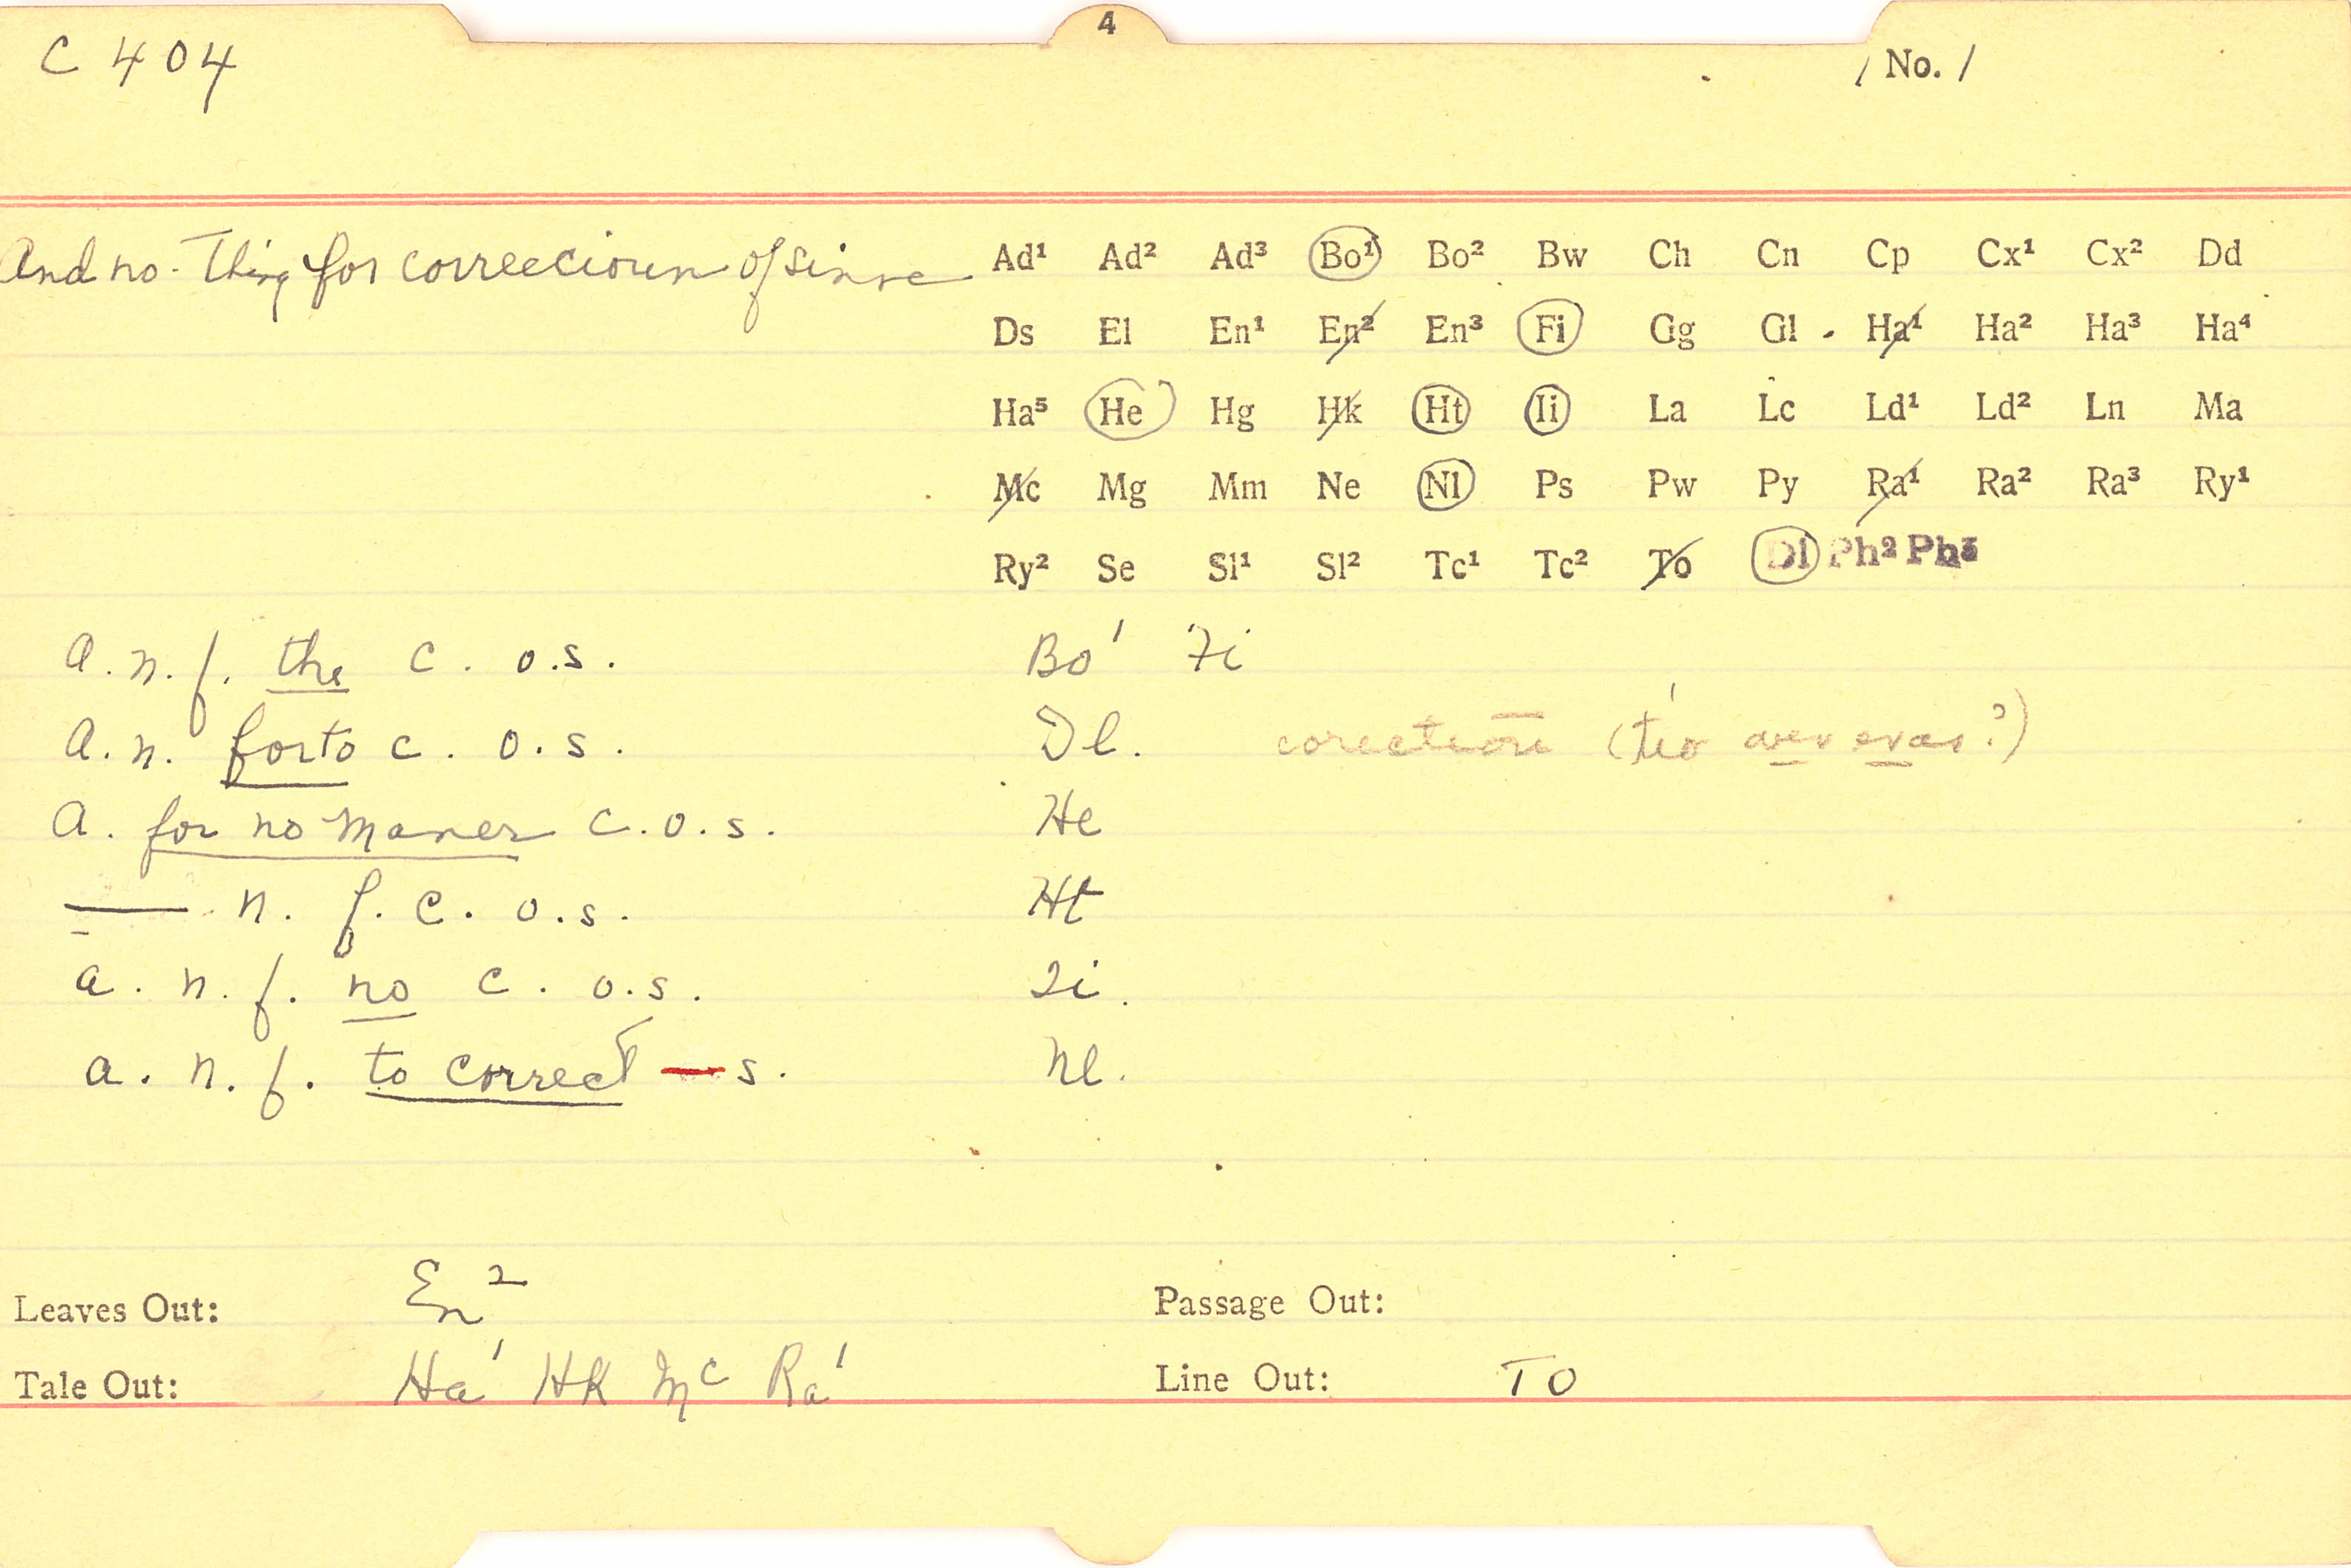 4
C 404
/ No. /
And no-thing for correccioun of sinne
Ad¹ Ad² Ad³ Bo¹ Bo² Bw Ch Cn Cp Cx¹ Cx² Dd
Ds El En¹ En² En³ Fi Gg Gl Ha¹ Ha² Ha³ Ha⁴
Ha⁵ He Hg Hk Ht Ii La Lc Ld¹ Ld² Ln Ma
Mc Mg Mm Ne Nl Ps Pw Py Ra¹ Ra² Ra³ Ry¹
Ry² Se Sl¹ Sl² Tc¹ Tc² To Dl Ph² Ph³
a. n. f. the c. o. s. Bo¹ Fi
a. n. forto c. o. s. Dl. corectioñ
a. for no maner c. o. s. He
— n. f. c. o. s. Ht
a. n. f. no c. o. s. Ii.
a. n. f. to correct — s. Nl.
Leaves Out: En² Passage Out:
Tale Out: Ha¹ Hk Mc Ra¹ Line Out: To